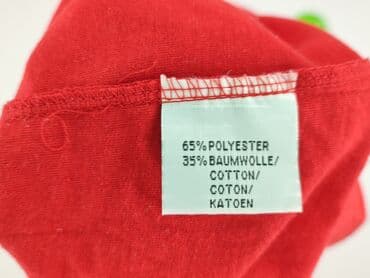 65% POLYESTER
35% BAUMWOLLE/
COTTON/
COTON/
KATOEN